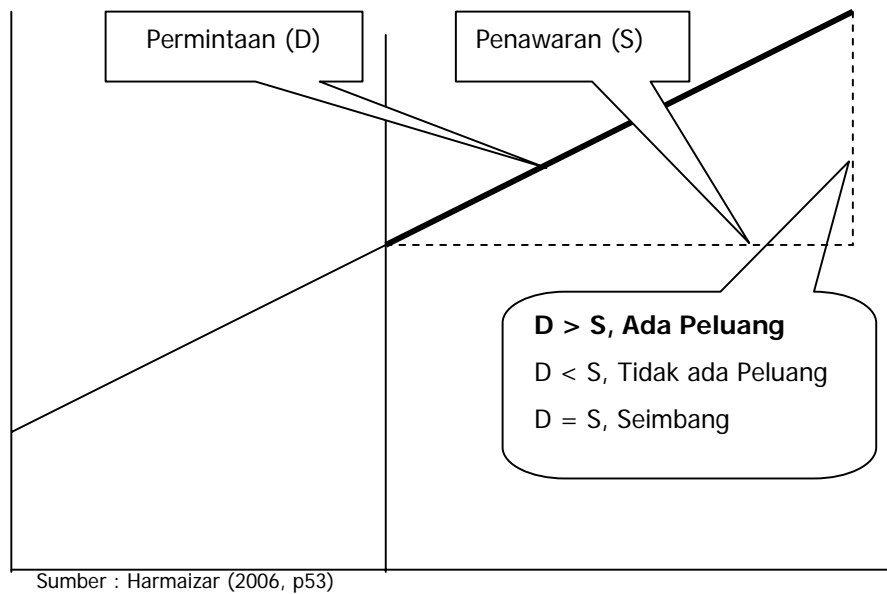 Permintaan (D)
Penawaran (S)
D > S, Ada Peluang
D < S, Tidak ada Peluang
D = S, Seimbang
Sumber : Harmaizar (2006, p53)